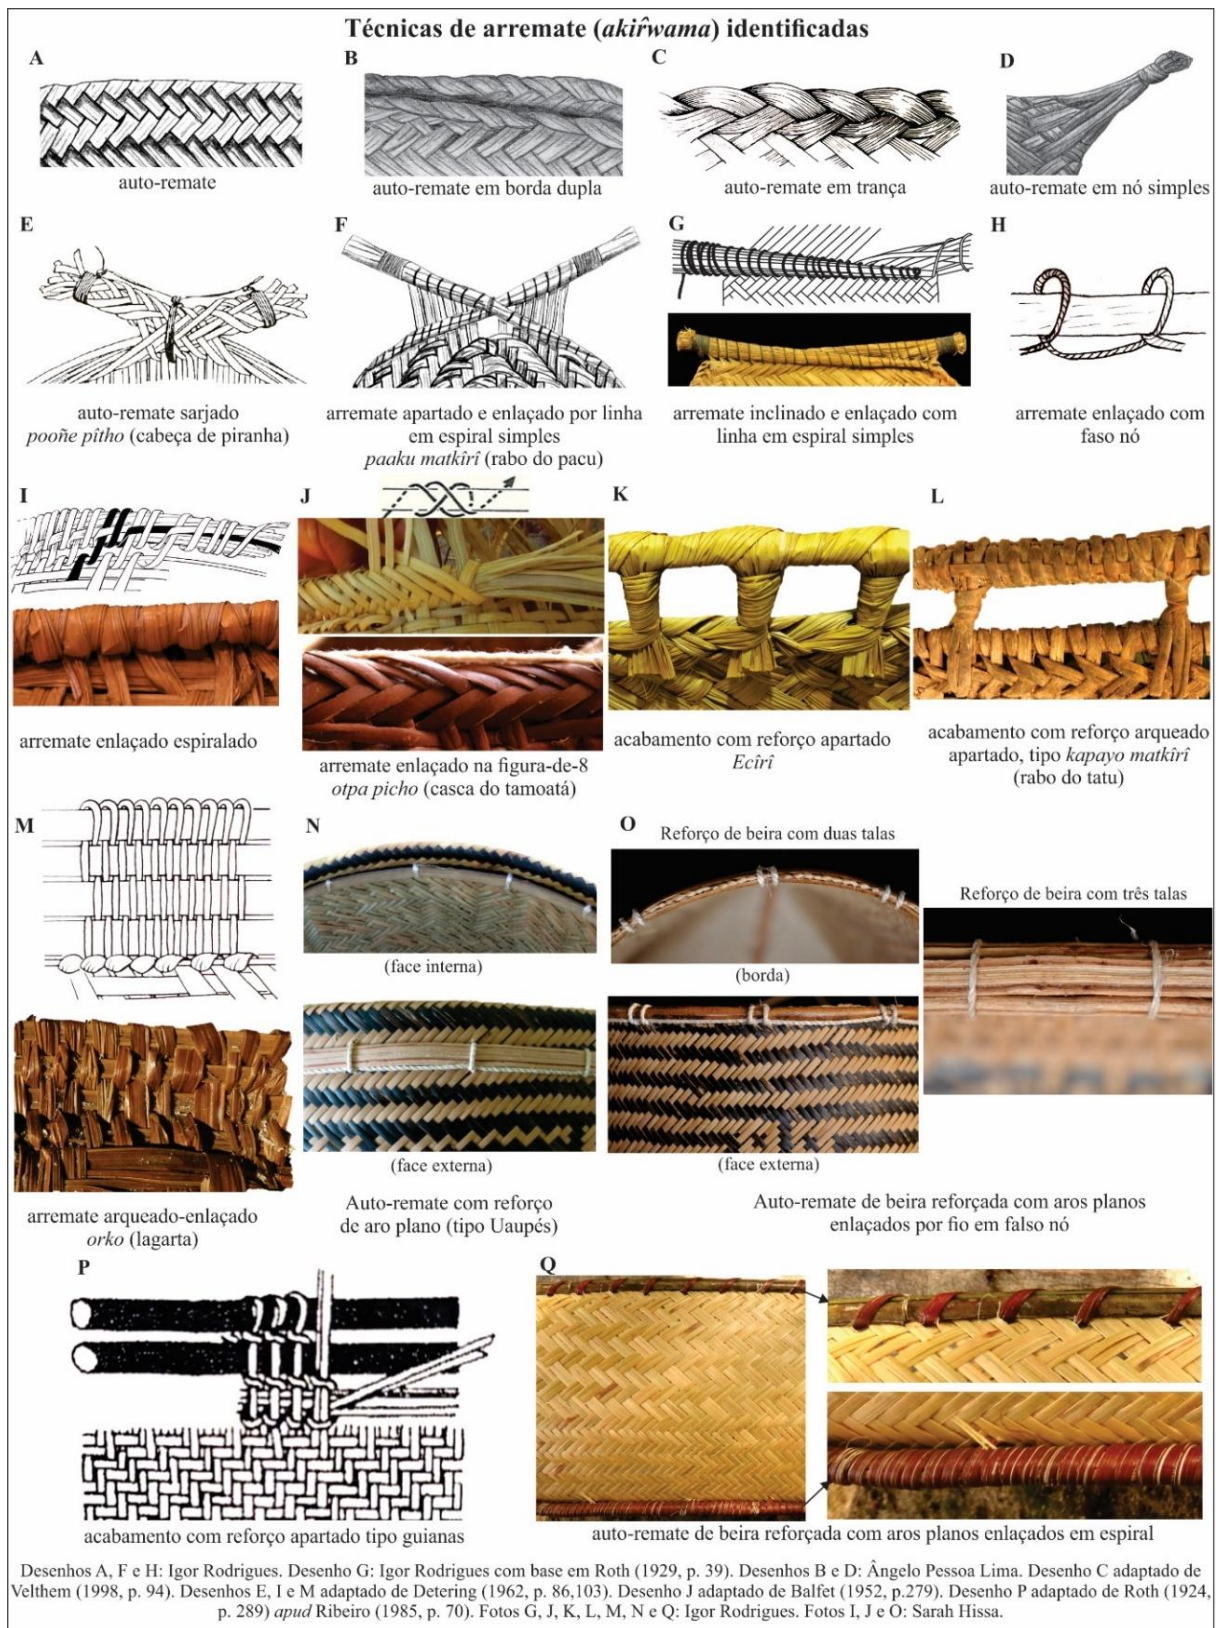 Técnicas de arremate (akir̂wama) identificadas
A
auto-remate
B
auto-remate em borda dupla
C
auto-remate em trança
D
auto-remate em nó simples
E
auto-remate sarjado
pooñe pîtho (cabeça de piranha)
F
arremate apartado e enlaçado por linha
em espiral simples
paaku matkîrî (rabo do pacu)
G
arremate inclinado e enlaçado com
linha em espiral simples
H
arremate enlaçado com
faso nó
I
arremate enlaçado espiralado
J
arremate enlaçado na figura-de-8
otpa picho (casca do tamoatá)
K
acabamento com reforço apartado
Ecîrî
L
acabamento com reforço arqueado
apartado, tipo kapayo matkîrî
(rabo do tatu)
M
arremate arqueado-enlaçado
orko (lagarta)
N
(face interna)
(face externa)
Auto-remate com reforço
de aro plano (tipo Uaupés)
O
Reforço de beira com duas talas
(borda)
(face externa)
Reforço de beira com três talas
Auto-remate de beira reforçada com aros planos
enlaçados por fio em falso nó
P
acabamento com reforço apartado tipo guianas
Q
auto-remate de beira reforçada com aros planos enlaçados em espiral
Desenhos A, F e H: Igor Rodrigues. Desenho G: Igor Rodrigues com base em Roth (1929, p. 39). Desenhos B e D: Ângelo Pessoa Lima. Desenho C adaptado de
Velthem (1998, p. 94). Desenhos E, I e M adaptado de Detering (1962, p. 86,103). Desenho J adaptado de Balfet (1952, p.279). Desenho P adaptado de Roth (1924,
p. 289) apud Ribeiro (1985, p. 70). Fotos G, J, K, L, M, N e Q: Igor Rodrigues. Fotos I, J e O: Sarah Hissa.